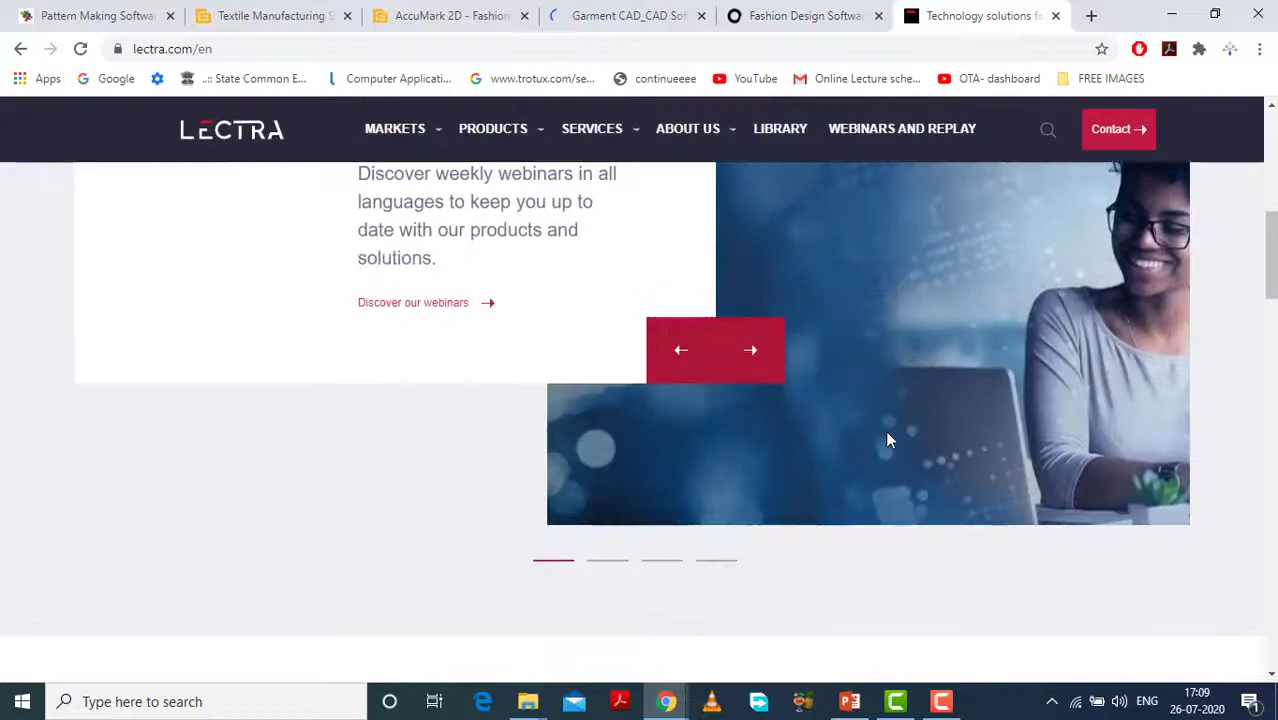 Pattern Making Softwar
Textile Manufacturing S
AccuMark 2D - Fashion
Garment CAD_CAD Sof
Fashion Design Softwar
Technology solutions fo
lectra.com/en
Apps
Google
..:: State Common E...
Computer Applicati...
www.trotux.com/se...
continueeee
YouTube
Online Lecture sche...
OTA- dashboard
FREE IMAGES
LECTRA
MARKETS
PRODUCTS
SERVICES
ABOUT US
LIBRARY
WEBINARS AND REPLAY
Contact
Discover weekly webinars in all
languages to keep you up to
date with our products and
solutions.
Discover our webinars
Type here to search
ENG
17:09
26-07-2020